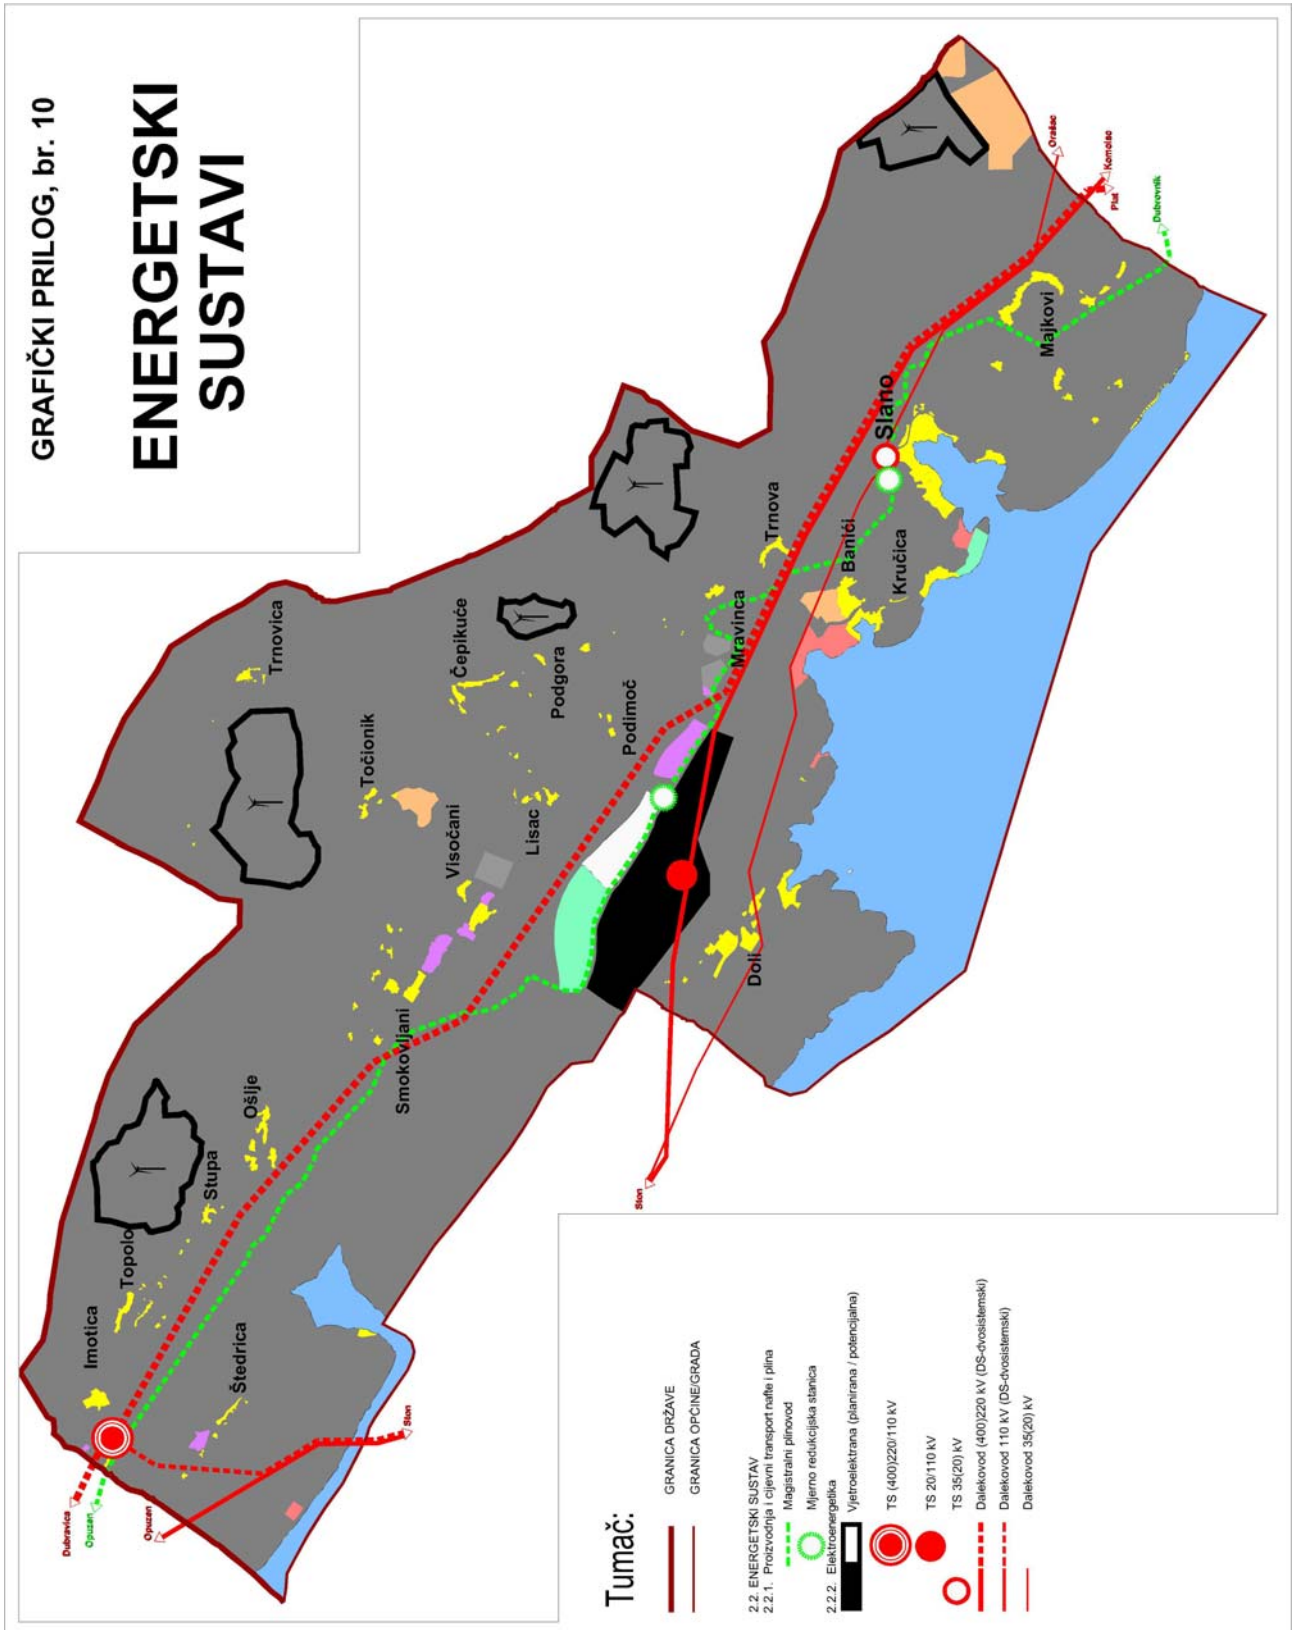 GRAFIČKI PRILOG, br. 10
ENERGETSKI
SUSTAVI
Dubravica
Opuzen
Opuzen
Imotica
Topolo
Stupa
Ošlje
Štedrica
Ston
Smokovljani
Visočani
Točionik
Trnovica
Lisac
Čepikuće
Podgora
Podimoč
Mravinca
Trnova
Doli
Ston
Banići
Kručica
Slano
Majkovi
Orašac
Komolac
Plat
Dubrovnik
Tumač:
GRANICA DRŽAVE
GRANICA OPĆINE/GRADA
2.2. ENERGETSKI SUSTAV
2.2.1. Proizvodnja i cijevni transport nafte i plina
Magistralni plinovod
Mjerno redukcijska stanica
2.2.2. Elektroenergetika
Vjetroelektrana (planirana / potencijalna)
TS (400)220/110 kV
TS 20/110 kV
TS 35(20) kV
Dalekovod (400)220 kV (DS-dvosistemski)
Dalekovod 110 kV (DS-dvosistemski)
Dalekovod 35(20) kV